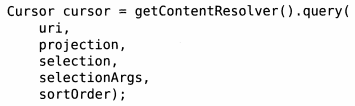 Cursor cursor = getContentResolver().query(
    uri,
    projection,
    selection,
    selectionArgs,
    sortOrder);